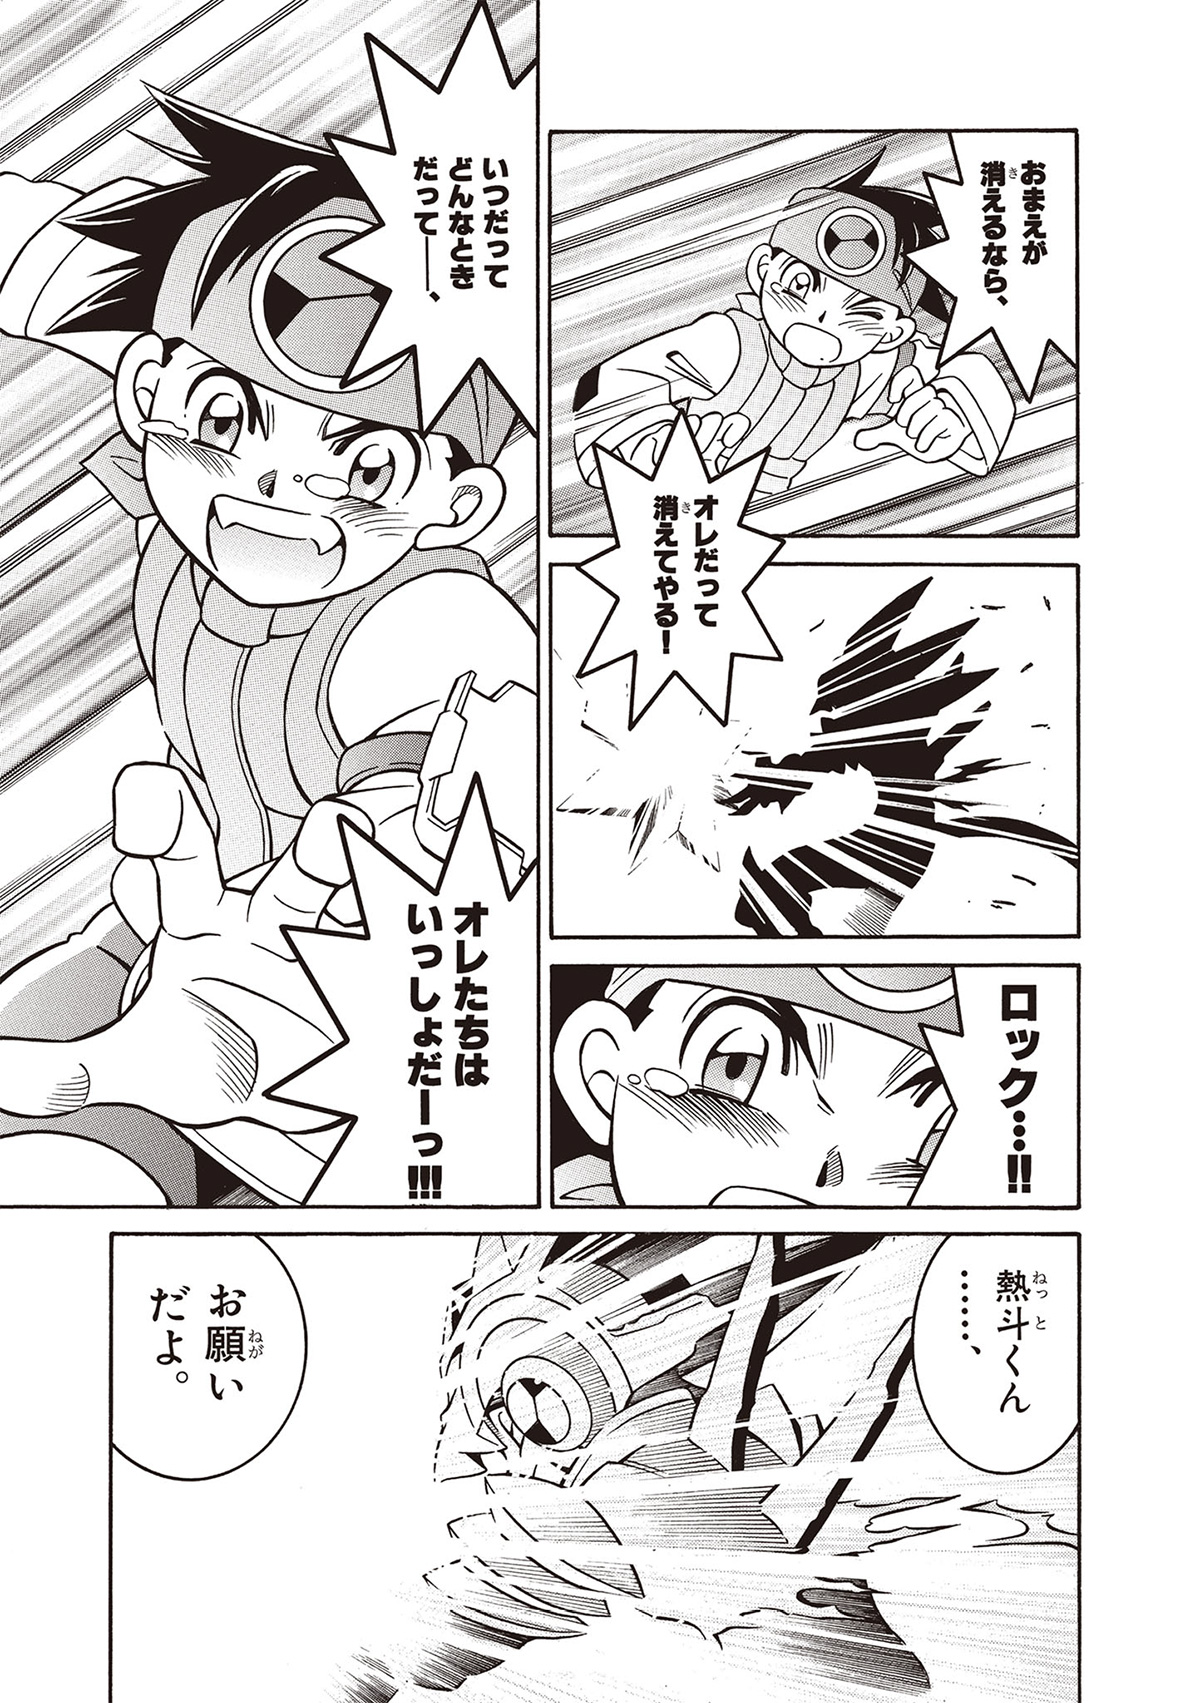 おまえが
消えるなら、
オレだって
消えてやる！
ロック…!!
いつだって
どんなとき
だって──、
オレたちは
いっしょだーっ!!!
熱斗くん
……、
お願い
だよ。